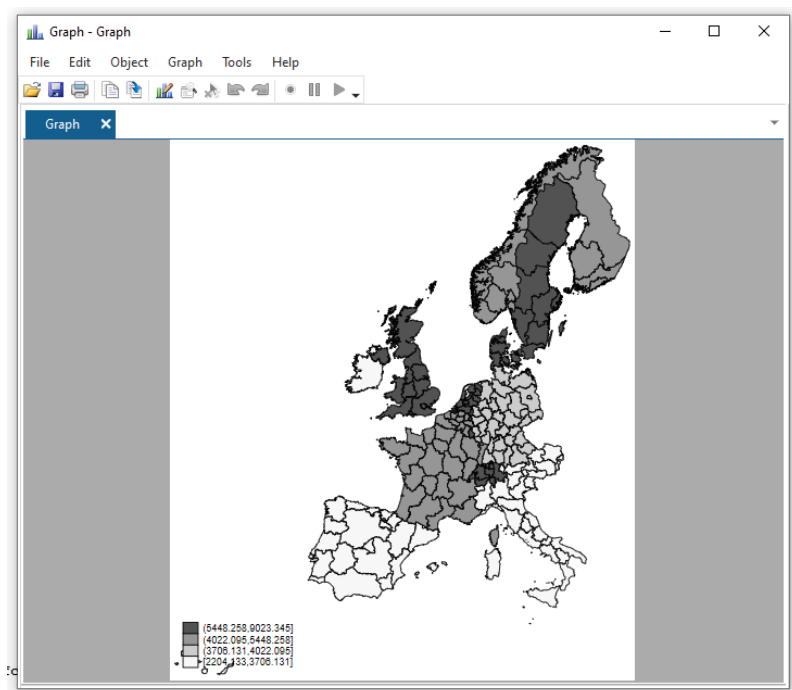 Graph - Graph
File Edit Object Graph Tools Help
Graph
(5448.258,9023.345]
(4022.095,5448.258]
(3706.131,4022.095]
[2204.133,3706.131]